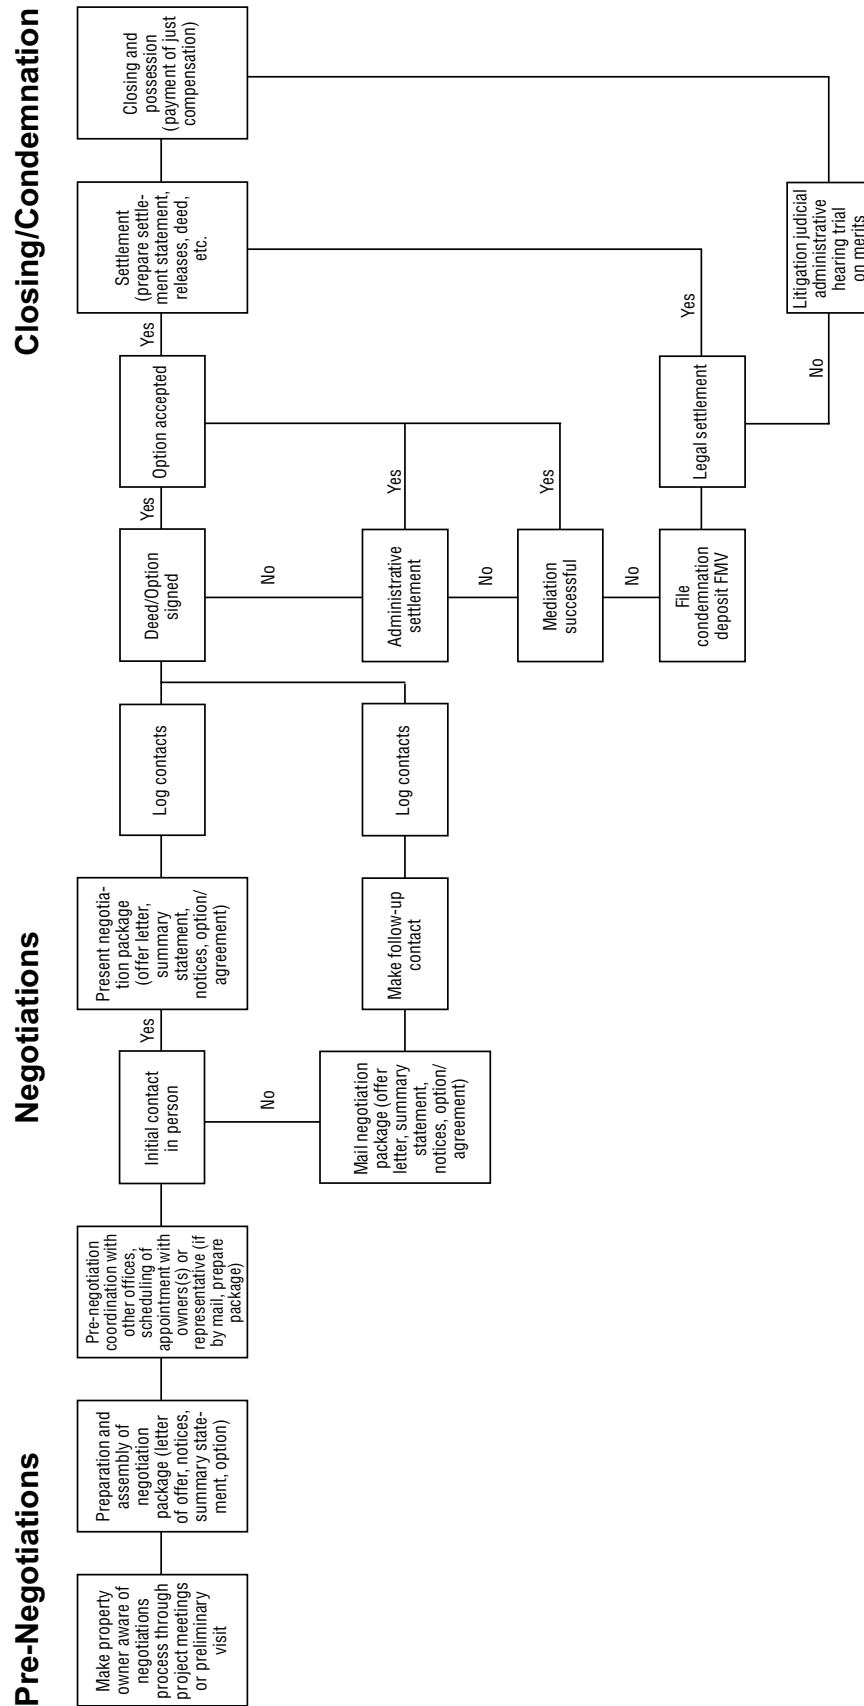 Pre-Negotiations
Negotiations
Closing/Condemnation
Make property
owner aware of
negotiations
process through
project meetings
or preliminary
visit
Preparation and
assembly of
negotiation
package (letter
of offer, notices,
summary state-
ment, option)
Pre-negotiation
coordination with
other offices,
scheduling of
appointment with
owners(s) or
representative (if
by mail, prepare
package)
Initial contact
in person
Yes
Present negotia-
tion package
(offer letter,
summary
statement,
notices, option/
agreement)
Log contacts
Deed/Option
signed
Yes
Option accepted
Yes
Settlement
(prepare settle-
ment statement,
releases, deed,
etc.
Closing and
possession
(payment of just
compensation)
No
Mail negotiation
package (offer
letter, summary
statement,
notices, option/
agreement)
Make follow-up
contact
Log contacts
No
Administrative
settlement
Yes
No
Mediation
successful
Yes
No
File
condemnation
deposit FMV
Legal settlement
Yes
No
Litigation judicial
administrative
hearing trial
on merits